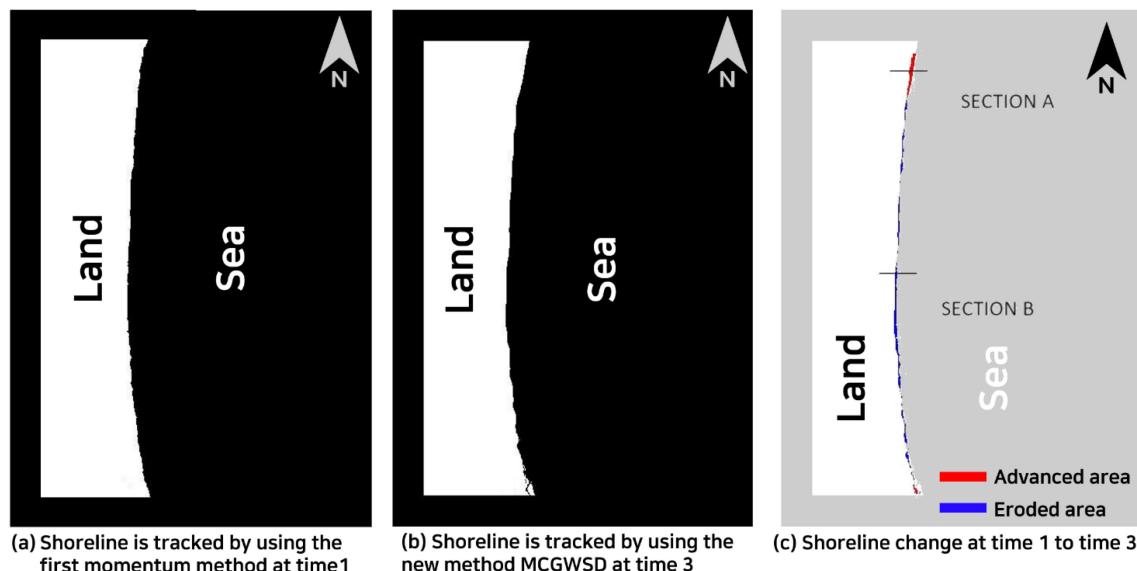 N
Land
Sea
(a) Shoreline is tracked by using the
first momentum method at time1
N
Land
Sea
(b) Shoreline is tracked by using the
new method MCGWSD at time 3
N
SECTION A
SECTION B
Land
Sea
Advanced area
Eroded area
(c) Shoreline change at time 1 to time 3